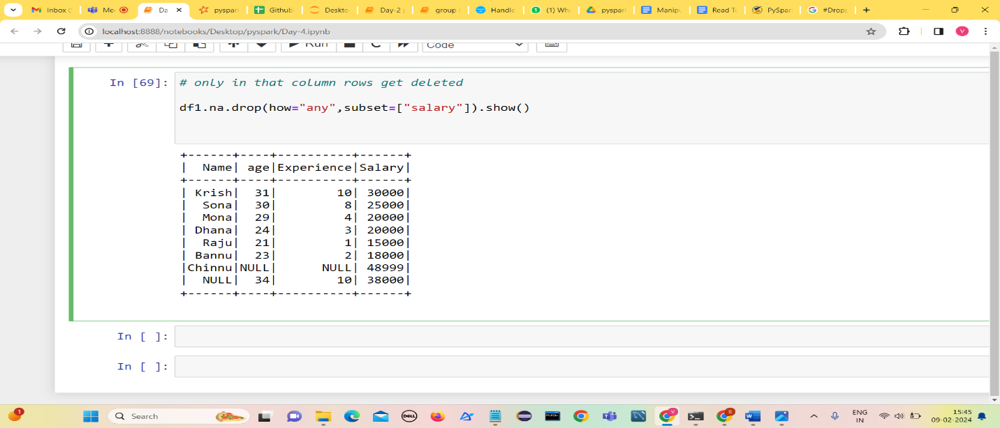 Inbox (
Me
Da
pyspar
Github
Deskto
Day-2
group
Handle
1
(1) Wh
pyspar
Manipu
Read T
PySpar
#Drop
localhost:8888/notebooks/Desktop/pyspark/Day-4.ipynb
V
Run
Code
In [69]:
# only in that column rows get deleted
df1.na.drop(how="any",subset=["salary"]).show()
+------+----+----------+------+
|  Name| age|Experience|Salary|
+------+----+----------+------+
| Krish|  31|        10| 30000|
|  Sona|  30|         8| 25000|
|  Mona|  29|         4| 20000|
| Dhana|  24|         3| 20000|
|  Raju|  21|         1| 15000|
| Bannu|  23|         2| 18000|
|Chinnu|NULL|      NULL| 48999|
|  NULL|  34|        10| 38000|
+------+----+----------+------+
In [ ]:
In [ ]:
1
Search
DELL
V
S
W
ENG
IN
15:45
09-02-2024